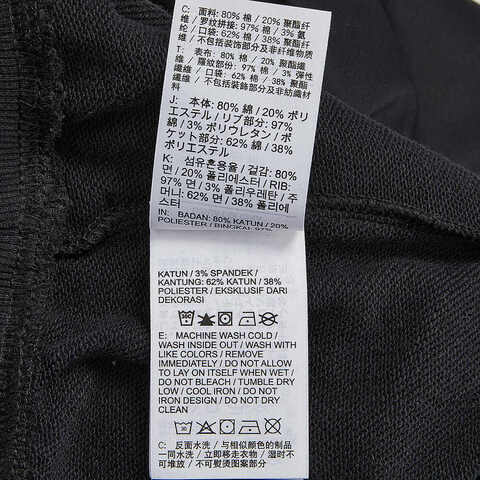 C: 面料: 80% 棉 / 20% 聚酯纤
维 / 罗纹拼接: 97% 棉 / 3% 氨
纶 / 口袋: 62% 棉 / 38% 聚酯纤
维 / 不包括装饰部分及非纤维物
质
T: 表布: 80% 棉 / 20% 聚酯纖
維 / 羅紋部份: 97% 棉 / 3% 彈性
纖維 / 口袋: 62% 棉 / 38% 聚酯
纖維 / 不包括裝飾部分及非紡織材
料
J: 本体: 80% 綿 / 20% ポリ
エステル / リブ部分: 97%
綿 / 3% ポリウレタン / ポ
ケット部分: 62% 綿 / 38%
ポリエステル
K: 섬유혼용율 / 겉감: 80%
면 / 20% 폴리에스터 / RIB:
97% 면 / 3% 폴리우레탄 / 주
머니: 62% 면 / 38% 폴리에
스터
IN: BADAN: 80% KATUN / 20%
POLIESTER / BINGKAI: 97%
KATUN / 3% SPANDEK /
KANTUNG: 62% KATUN / 38%
POLIESTER / EKSKLUSIF DARI
DEKORASI
E: MACHINE WASH COLD /
WASH INSIDE OUT / WASH WITH
LIKE COLORS / REMOVE
IMMEDIATELY / DO NOT ALLOW
TO LAY ON ITSELF WHEN WET /
DO NOT BLEACH / TUMBLE DRY
LOW / COOL IRON / DO NOT
IRON DESIGN / DO NOT DRY
CLEAN
C: 反面水洗 / 与相似颜色的制品
一同水洗 / 立即移走衣物 / 湿时不
可堆放 / 不可熨烫图案部分